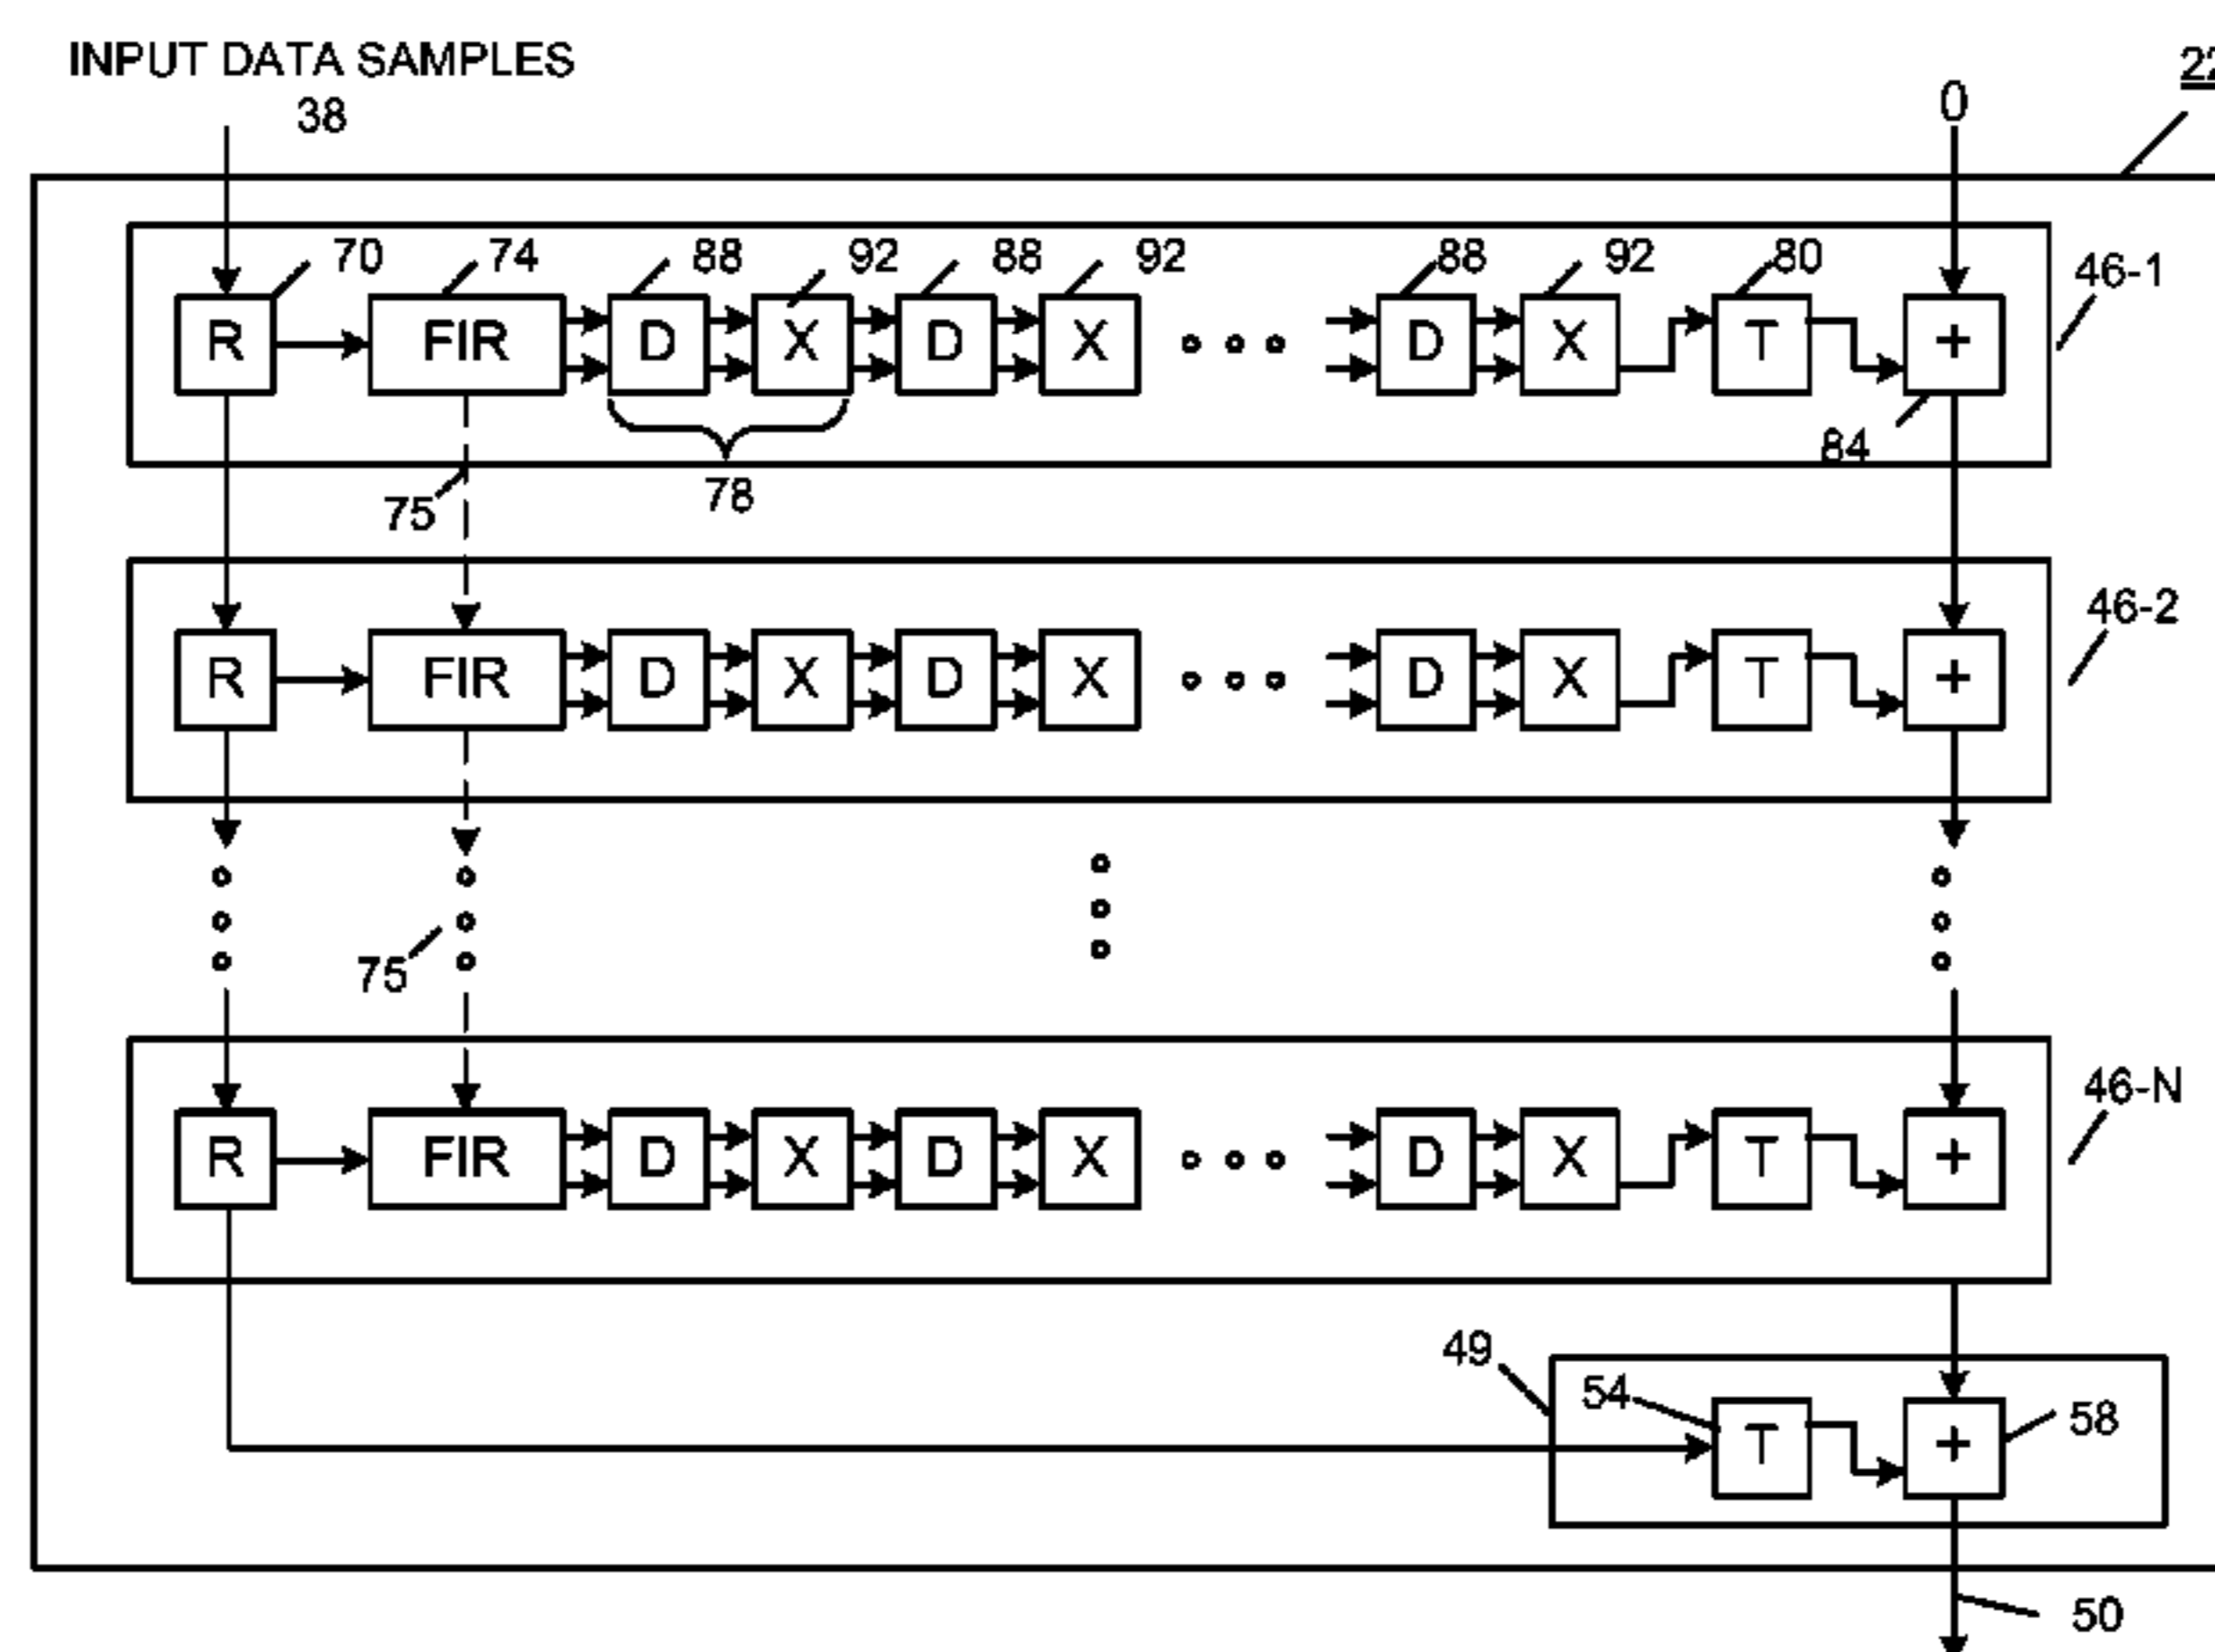 INPUT DATA SAMPLES
38
0
70 74 88 92 88 92 88 92 80
46-1
R FIR D X D X D X T +
84
75
78
46-2
R FIR D X D X D X T +
75
46-N
R FIR D X D X D X T +
49
54
T +
58
50